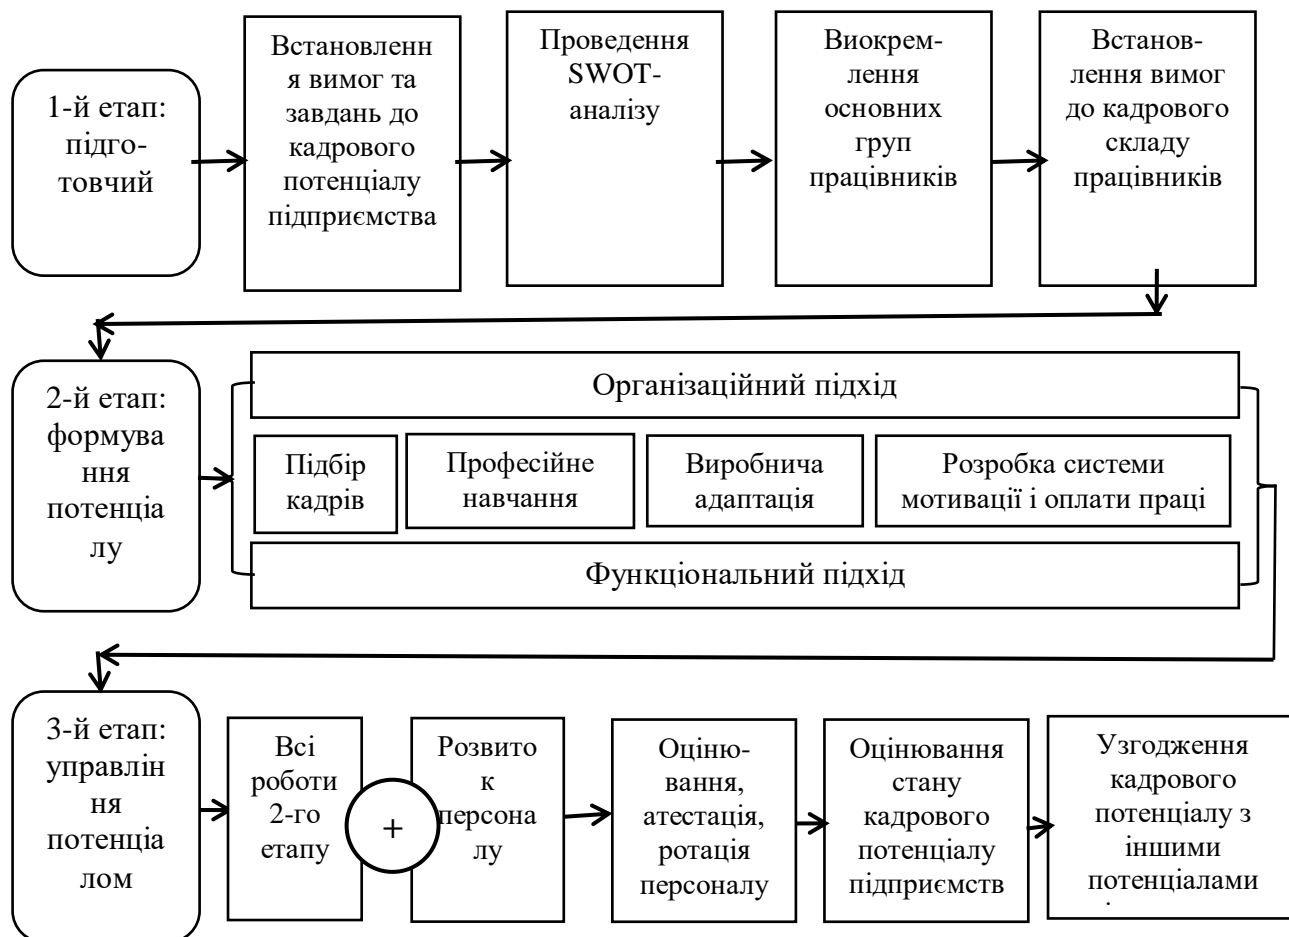 1-й етап:
підго-
товчий
Встановленн
я вимог та
завдань до
кадрового
потенціалу
підприємства
Проведення
SWOT-
аналізу
Виокрем-
лення
основних
груп
працівників
Встанов-
лення вимог
до кадрового
складу
працівників
2-й етап:
формува
ння
потенціа
лу
Організаційний підхід
Підбір
кадрів
Професійне
навчання
Виробнича
адаптація
Розробка системи
мотивації і оплати праці
Функціональний підхід
3-й етап:
управлін
ня
потенціа
лом
Всі
роботи
2-го
етапу
+
Розвито
к
персона
лу
Оціню-
вання,
атестація,
ротація
персоналу
Оцінювання
стану
кадрового
потенціалу
підприємств
Узгодження
кадрового
потенціалу з
іншими
потенціалами